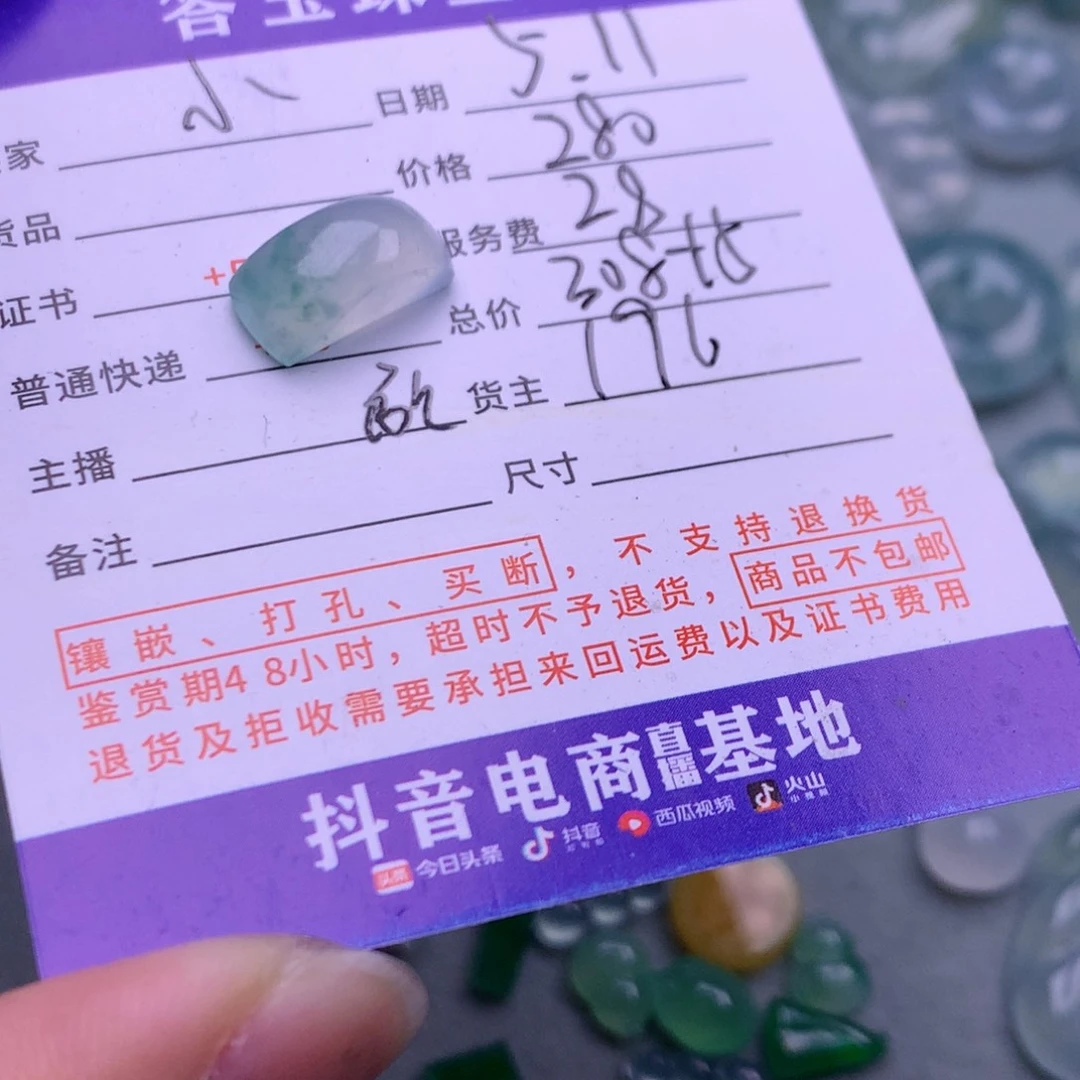 日期 5.11
家
价格 280
货品
服务费 28
证书
总价 308
普通快递
货主 196
主播
尺寸
备注
镶嵌、打孔、买断，不支持退换货
鉴赏期48小时，超时不予退货，商品不包邮
退货及拒收需要承担来回运费以及证书费用
抖音电商直播基地
头条 今日头条 抖音 西瓜视频 火山